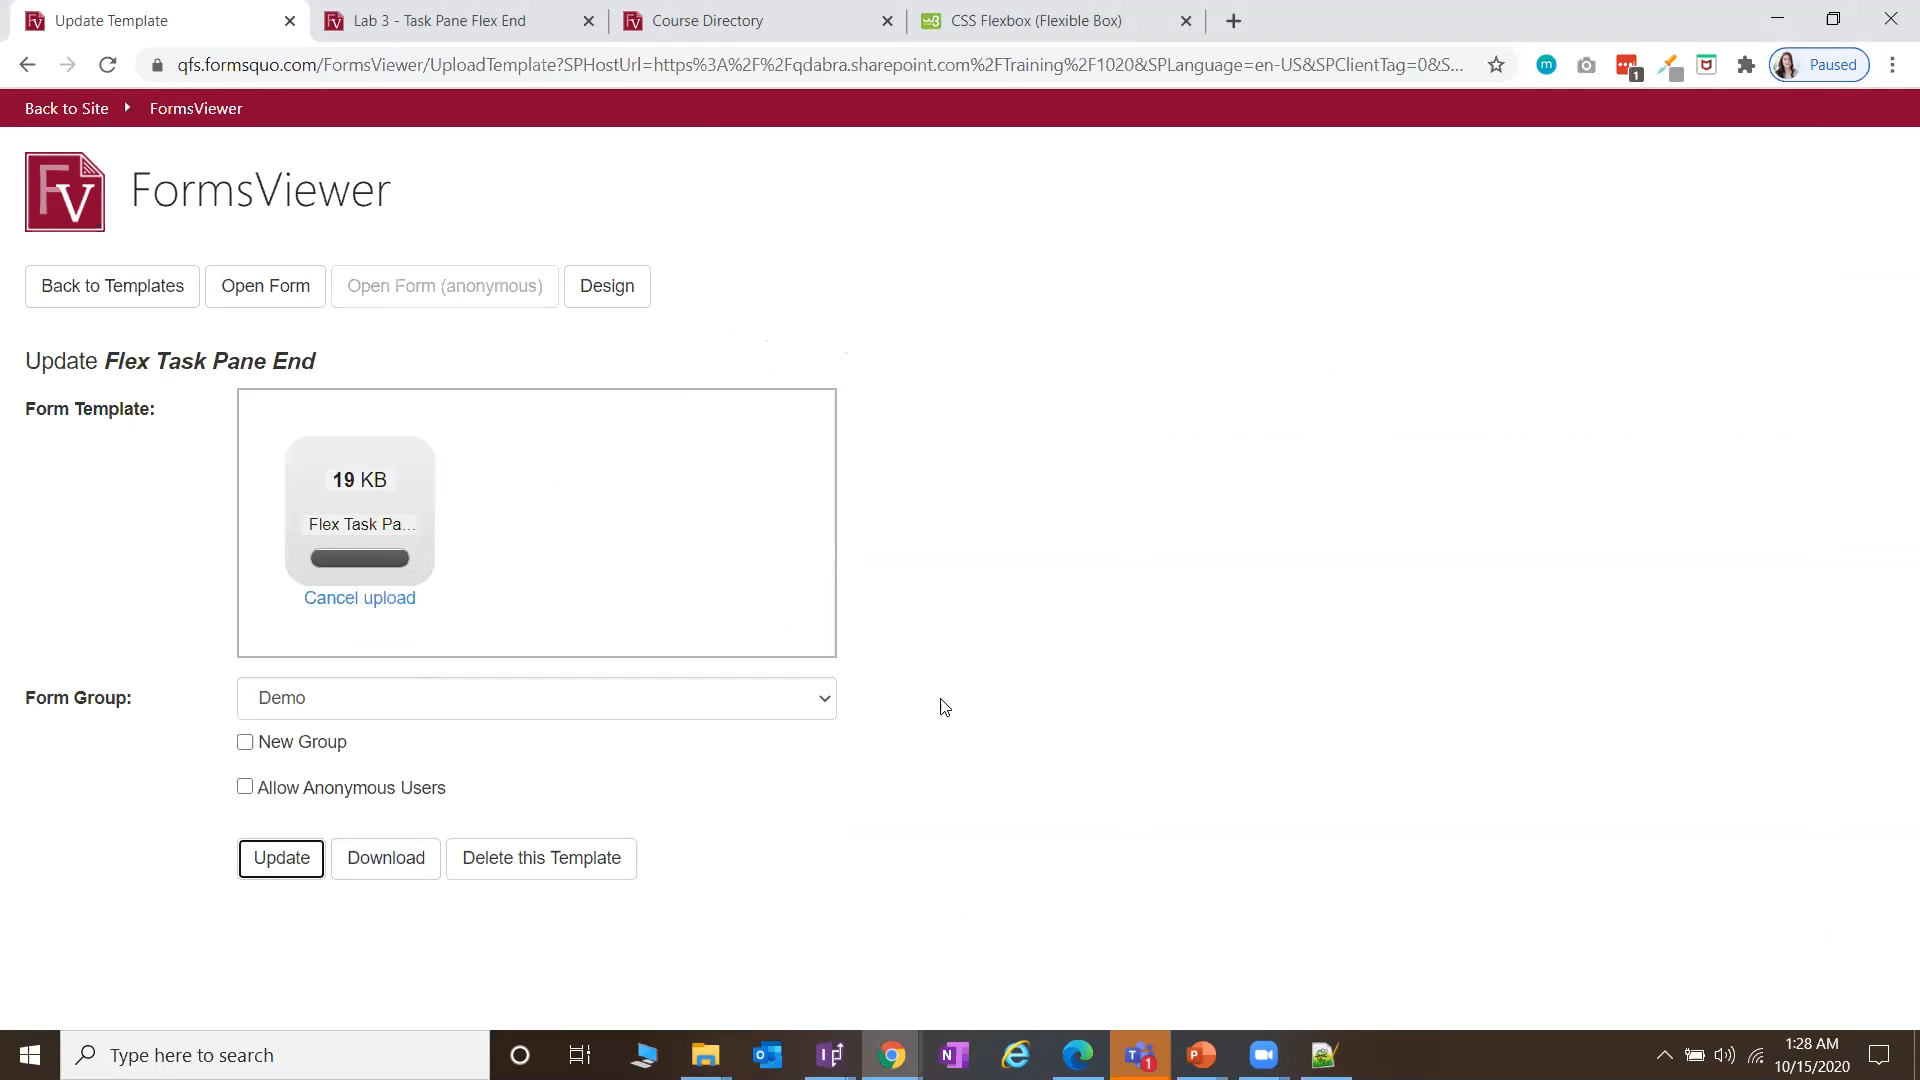 Update Template
Lab 3 - Task Pane Flex End
Course Directory
CSS Flexbox (Flexible Box)
qfs.formsquo.com/FormsViewer/UploadTemplate?SPHostUrl=https%3A%2F%2Fqdabra.sharepoint.com%2FTraining%2F1020&SPLanguage=en-US&SPClientTag=0&S...
m
1
Paused
Back to Site
FormsViewer
FV
FormsViewer
Back to Templates
Open Form
Open Form (anonymous)
Design
Update Flex Task Pane End
Form Template:
19 KB
Flex Task Pa...
Cancel upload
Form Group:
Demo
New Group
Allow Anonymous Users
Update
Download
Delete this Template
Type here to search
1:28 AM
10/15/2020